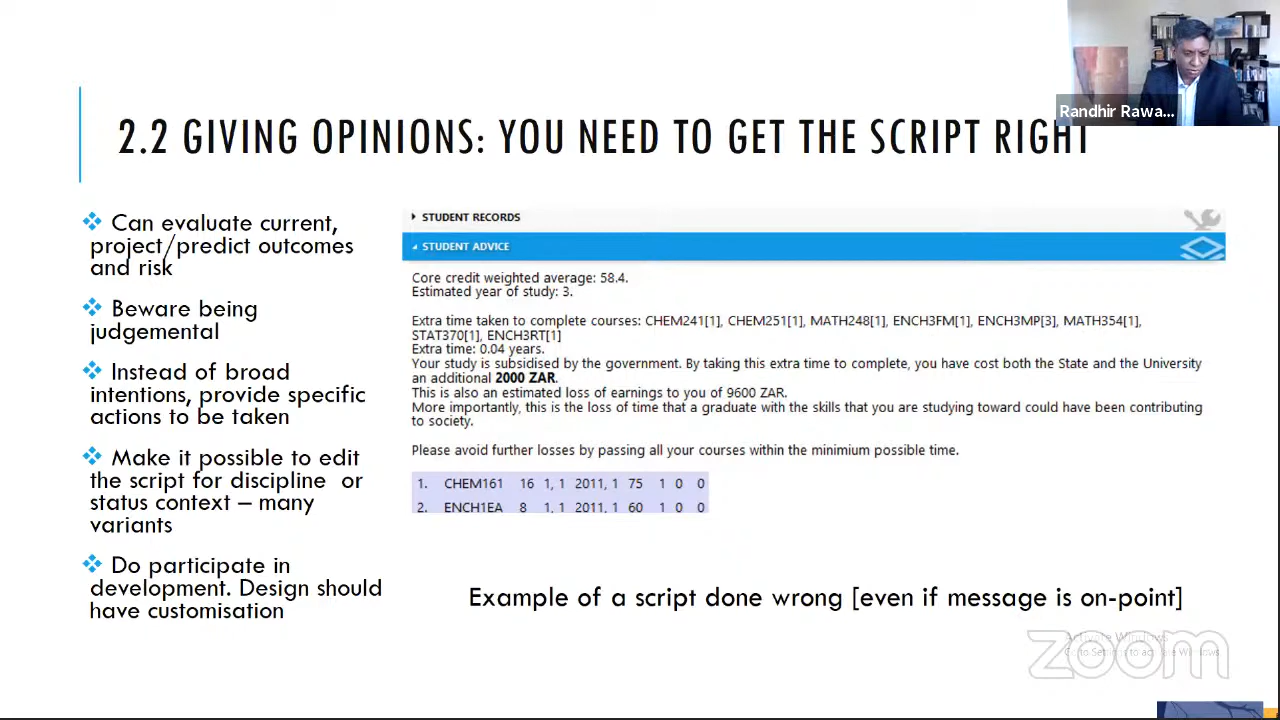 Randhir Rawa...
2.2 GIVING OPINIONS: YOU NEED TO GET THE SCRIPT RIGHT
Can evaluate current,
project/predict outcomes
and risk
Beware being
judgemental
Instead of broad
intentions, provide specific
actions to be taken
Make it possible to edit
the script for discipline or
status context – many
variants
Do participate in
development. Design should
have customisation
STUDENT RECORDS
STUDENT ADVICE
Core credit weighted average: 58.4.
Estimated year of study: 3.
Extra time taken to complete courses: CHEM241[1], CHEM251[1], MATH248[1], ENCH3FM[1], ENCH3MP[3], MATH354[1],
STAT370[1], ENCH3RT[1]
Extra time: 0.04 years.
Your study is subsidised by the government. By taking this extra time to complete, you have cost both the State and the University
an additional 2000 ZAR.
This is also an estimated loss of earnings to you of 9600 ZAR.
More importantly, this is the loss of time that a graduate with the skills that you are studying toward could have been contributing
to society.
Please avoid further losses by passing all your courses within the minimum possible time.
1. CHEM161 16 1, 1 2011, 1 75 1 0 0
2. ENCH1EA 8 1, 1 2011, 1 60 1 0 0
Example of a script done wrong [even if message is on-point]
Activate Windows
Go to Settings to activate Windows.
zoom